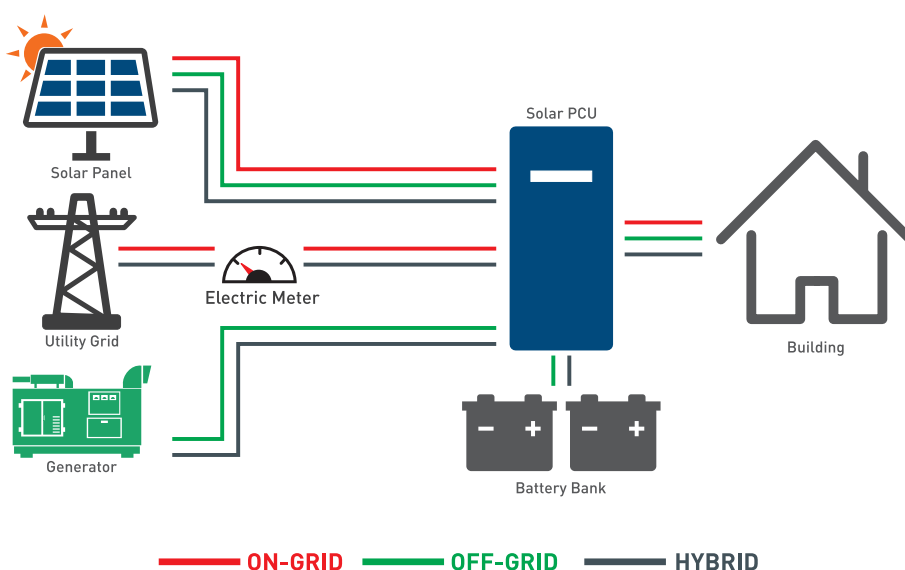 Solar PCU
Solar Panel
Electric Meter
Utility Grid
Building
Generator
Battery Bank
ON-GRID
OFF-GRID
HYBRID